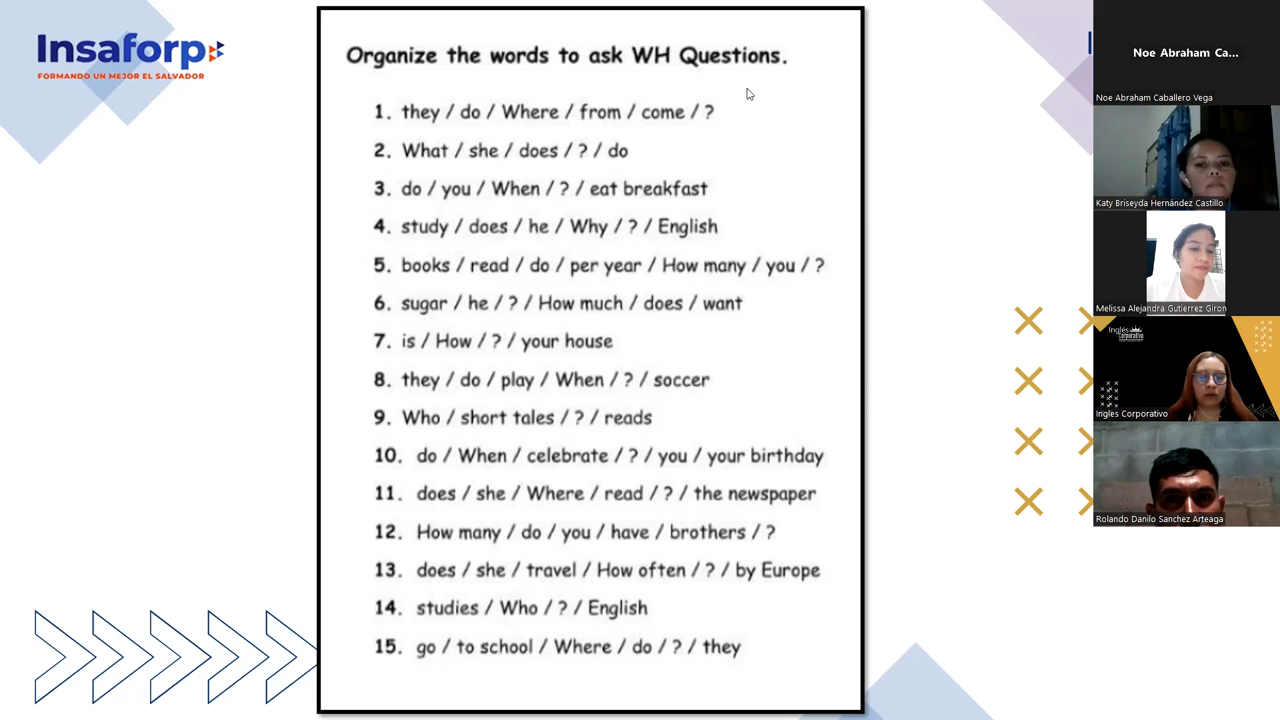 Insaforp
FORMANDO UN MEJOR EL SALVADOR
Organize the words to ask WH Questions.
1. they / do / Where / from / come / ?
2. What / she / does / ? / do
3. do / you / When / ? / eat breakfast
4. study / does / he / Why / ? / English
5. books / read / do / per year / How many / you / ?
6. sugar / he / ? / How much / does / want
7. is / How / ? / your house
8. they / do / play / When / ? / soccer
9. Who / short tales / ? / reads
10. do / When / celebrate / ? / you / your birthday
11. does / she / Where / read / ? / the newspaper
12. How many / do / you / have / brothers / ?
13. does / she / travel / How often / ? / by Europe
14. studies / Who / ? / English
15. go / to school / Where / do / ? / they
Noe Abraham Ca...
Noe Abraham Caballero Vega
Katy Briseyda Hernández Castillo
Melissa Alejandra Gutierrez Giron
Inglés
Corporativo
Ingles Corporativo
Rolando Danilo Sanchez Arteaga